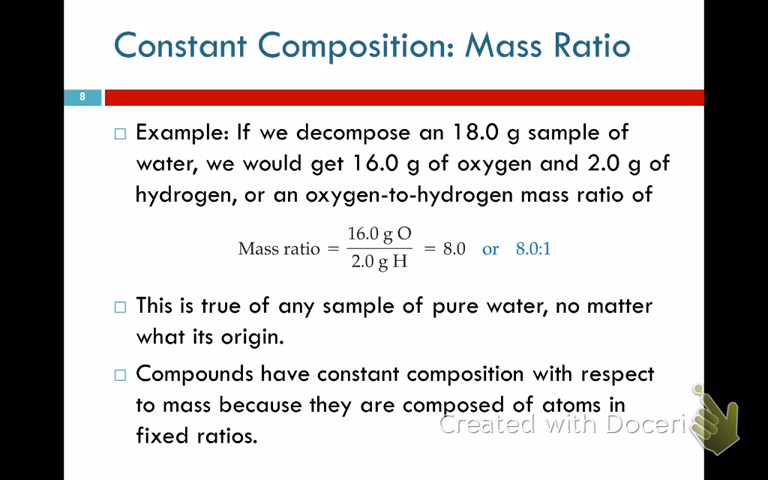 Constant Composition: Mass Ratio
8
□ Example: If we decompose an 18.0 g sample of
water, we would get 16.0 g of oxygen and 2.0 g of
hydrogen, or an oxygen-to-hydrogen mass ratio of
Mass ratio = 16.0 g O / 2.0 g H = 8.0 or 8.0:1
□ This is true of any sample of pure water, no matter
what its origin.
□ Compounds have constant composition with respect
to mass because they are composed of atoms in
fixed ratios.
Created with Doceri